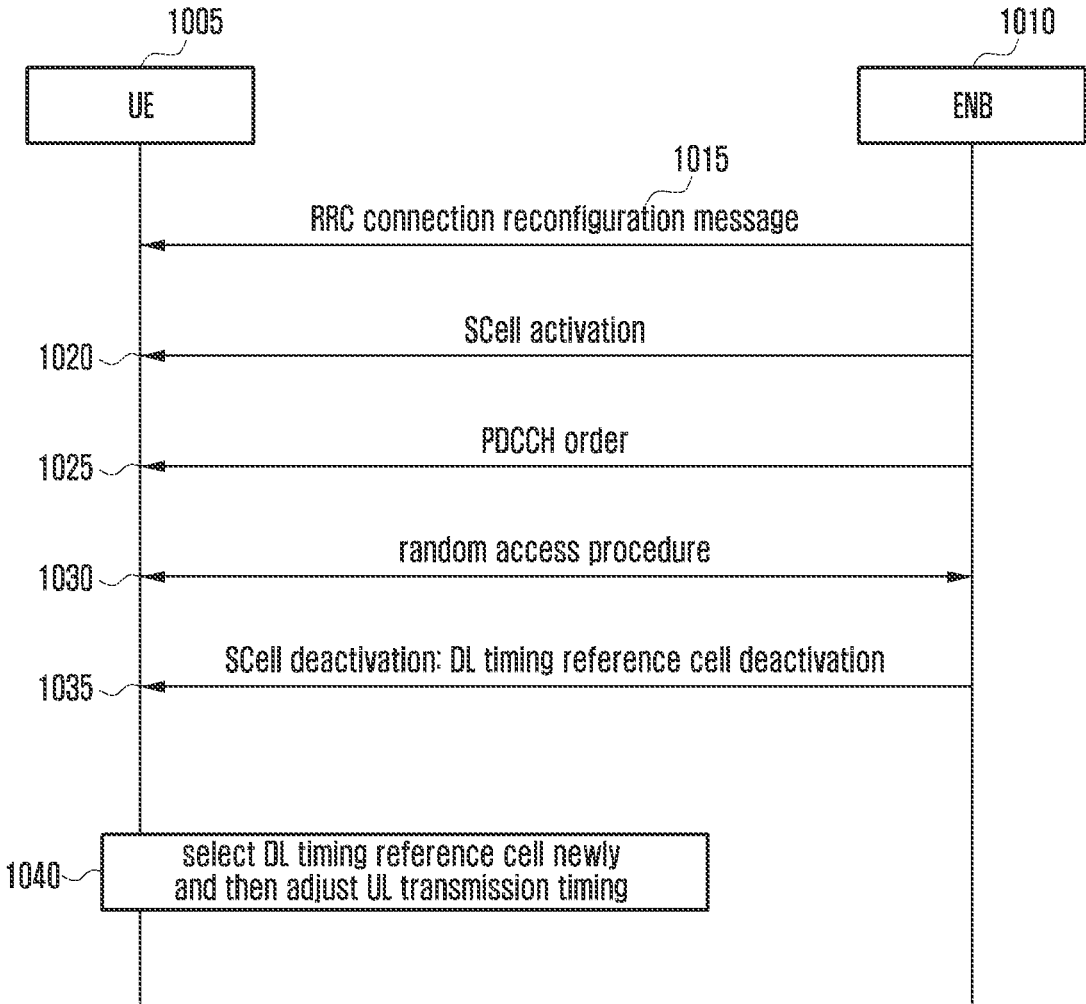 1005
1010
UE
ENB
1015
RRC connection reconfiguration message
SCell activation
1020
PDCCH order
1025
random access procedure
1030
SCell deactivation: DL timing reference cell deactivation
1035
select DL timing reference cell newly
and then adjust UL transmission timing
1040